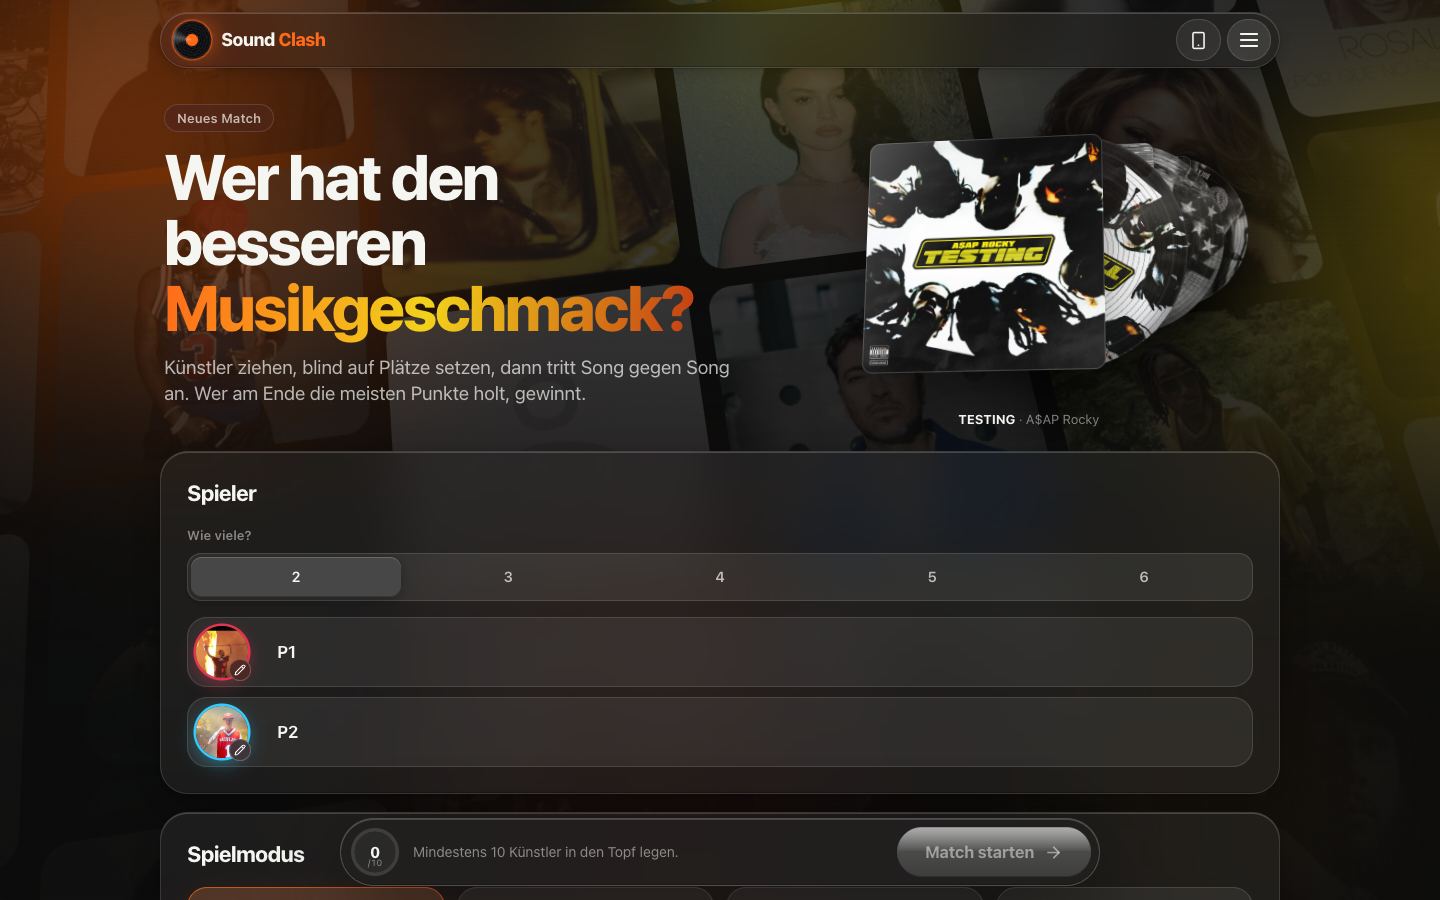 Sound Clash
Neues Match
Wer hat den
besseren
Musikgeschmack?
Künstler ziehen, blind auf Plätze setzen, dann tritt Song gegen Song
an. Wer am Ende die meisten Punkte holt, gewinnt.
A$AP ROCKY
TESTING
TESTING · A$AP Rocky
Spieler
Wie viele?
2 3 4 5 6
P1
P2
Spielmodus
0
/10
Mindestens 10 Künstler in den Topf legen.
Match starten